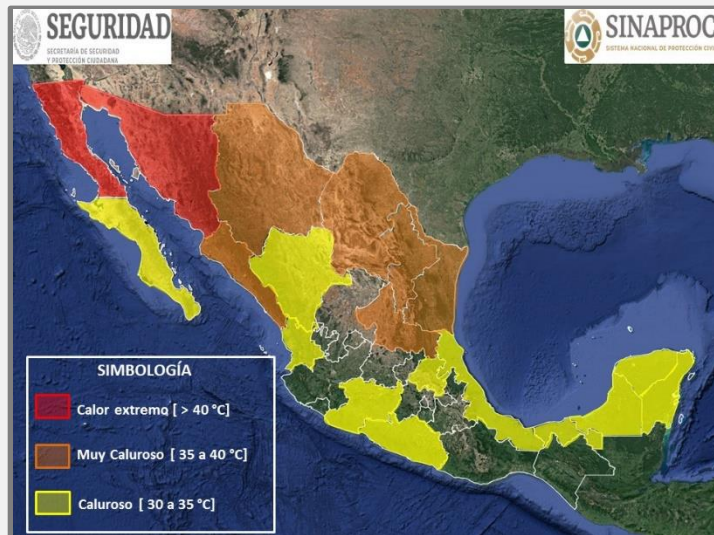 SEGURIDAD
SECRETARÍA DE SEGURIDAD
Y PROTECCIÓN CIUDADANA
SINAPROC
SISTEMA NACIONAL DE PROTECCIÓN CIVI
SIMBOLOGÍA
Calor extremo [ > 40 °C]
Muy Caluroso [ 35 a 40 °C]
Caluroso [ 30 a 35 °C]